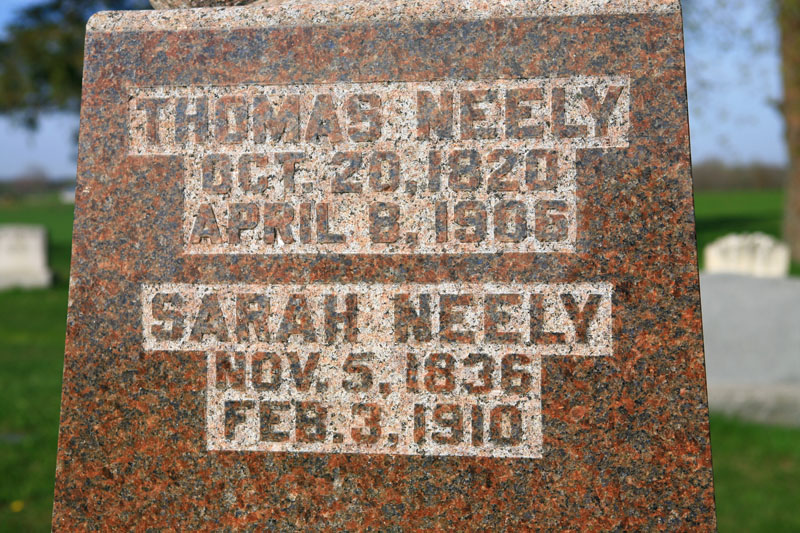 THOMAS NEELY
OCT. 20, 1820
APRIL 8, 1906
SARAH NEELY
NOV. 5, 1836
FEB. 3, 1910